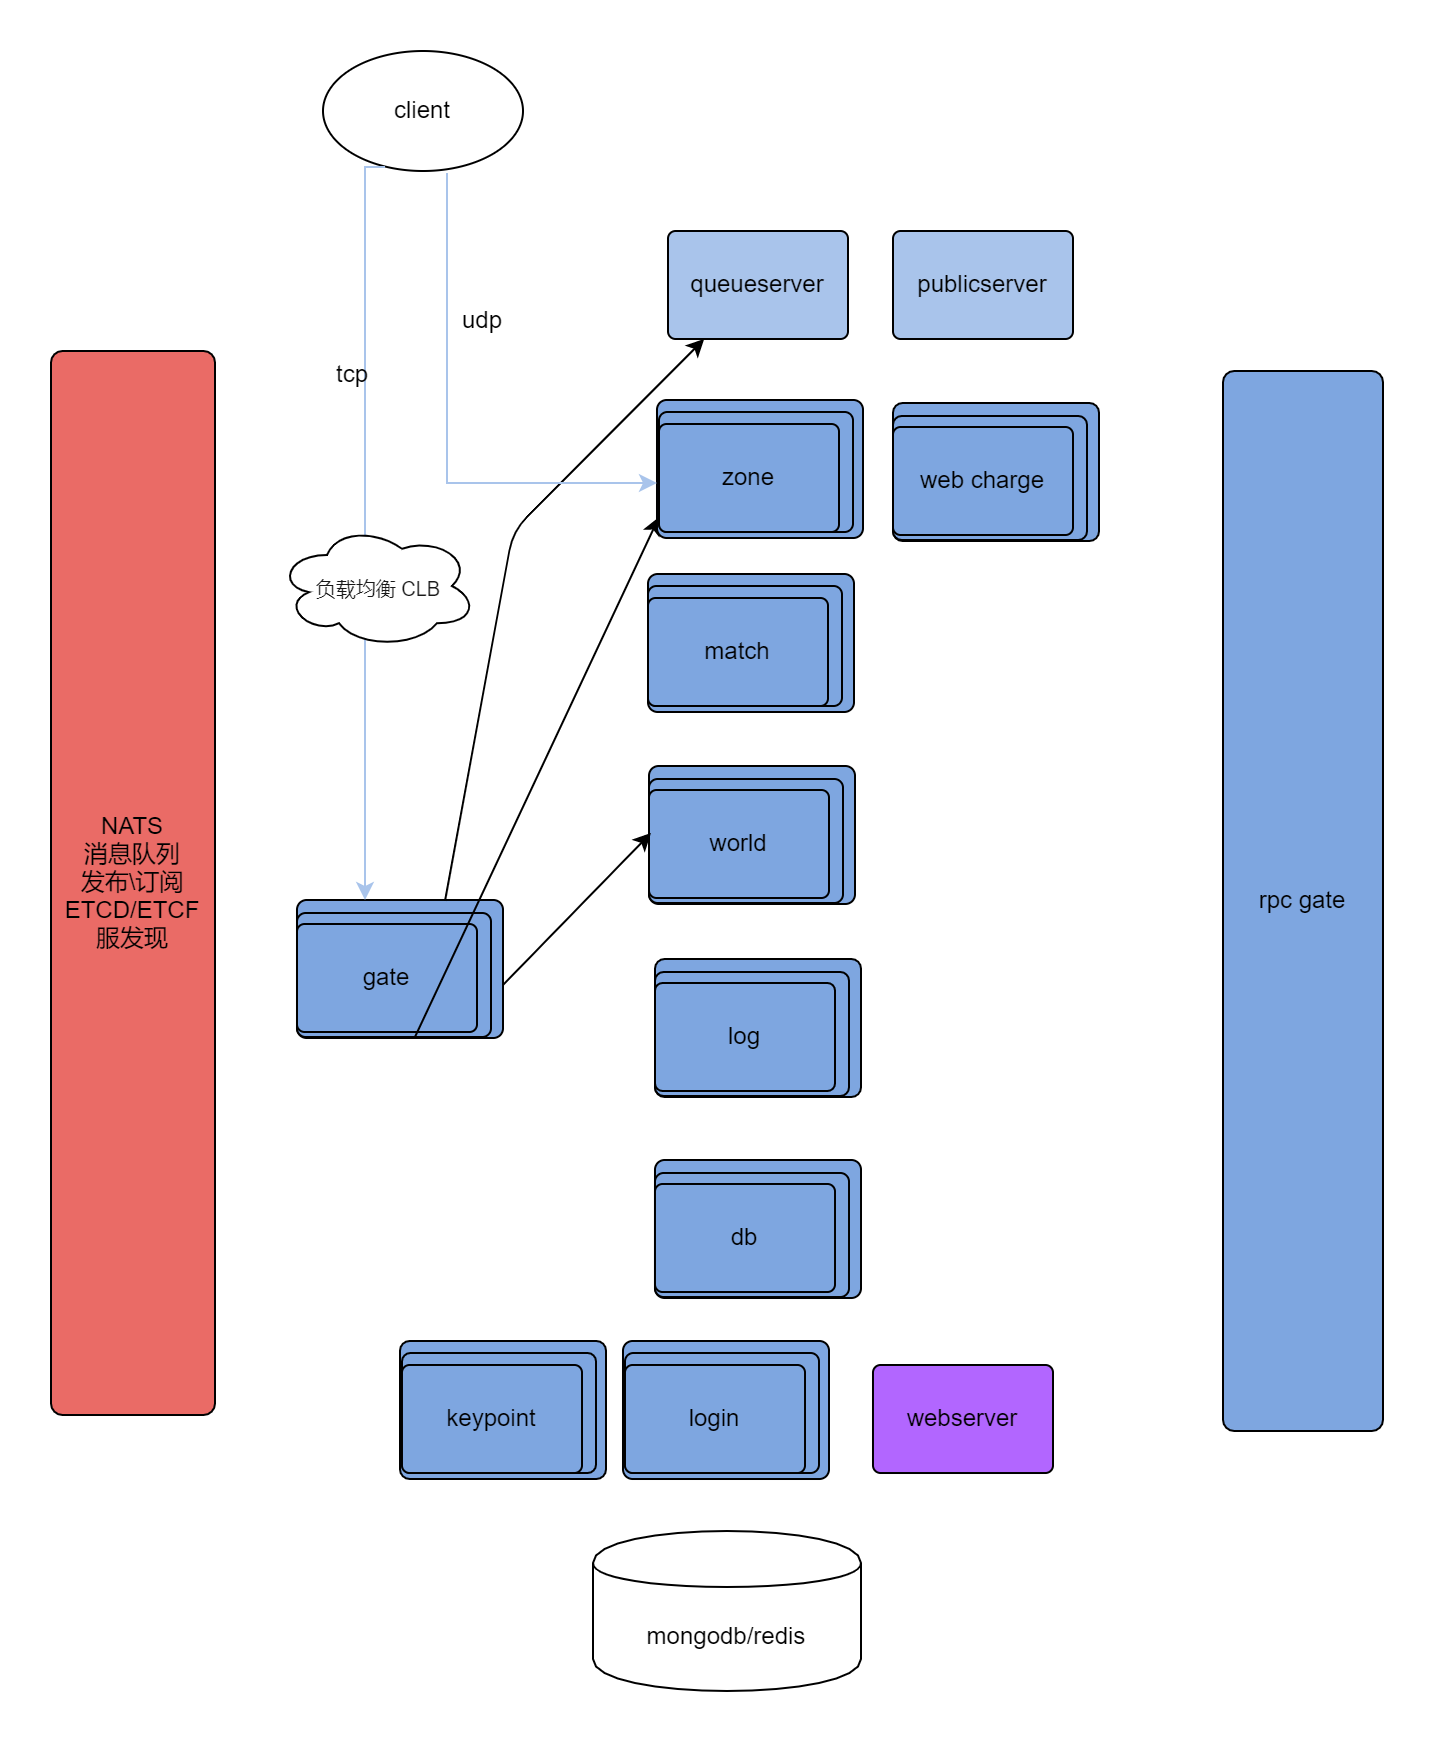 client
queueserver
publicserver
udp
tcp
zone
web charge
负载均衡 CLB
match
NATS
消息队列
发布\订阅
ETCD/ETCF
服发现
world
rpc gate
gate
log
db
keypoint
login
webserver
mongodb/redis